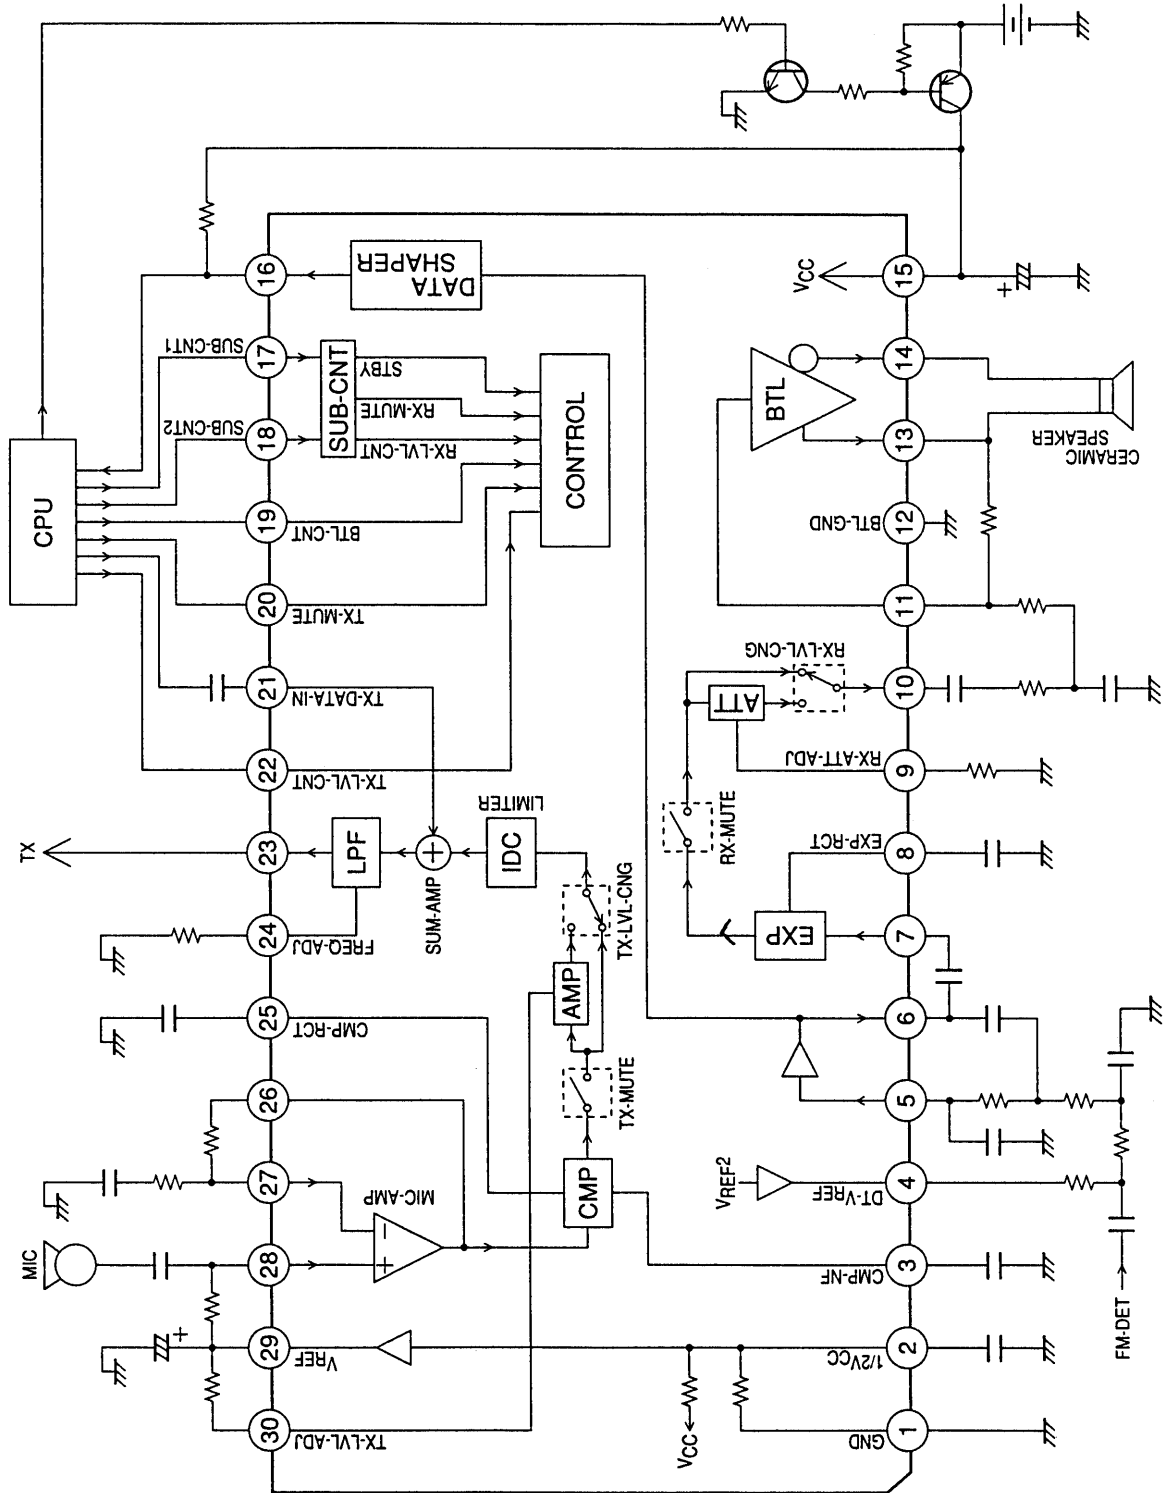 CPU
TX
MIC
16
17
18
19
20
21
22
23
24
25
26
27
28
29
30
SUB-CNT1
SUB-CNT2
BTL-CNT
TX-MUTE
TX-DATA-IN
TX-LVL-CNT
FREQ-ADJ
CMP-RCT
VREF
TX-LVL-ADJ
DATA
SHAPER
SUB-CNT
STBY
RX-MUTE
RX-LVL-CNT
CONTROL
LPF
SUM-AMP
LIMITER
IDC
TX-LVL-CNG
AMP
TX-MUTE
CMP
MIC-AMP
+
−
+
VCC
+
BTL
RX-LVL-CNG
ATT
RX-MUTE
EXP
VREF2
VCC
15
14
13
12
11
10
9
8
7
6
5
4
3
2
1
BTL-GND
RX-ATT-ADJ
EXP-RCT
DT-VREF
CMP-NF
1/2VCC
GND
CERAMIC
SPEAKER
FM-DET